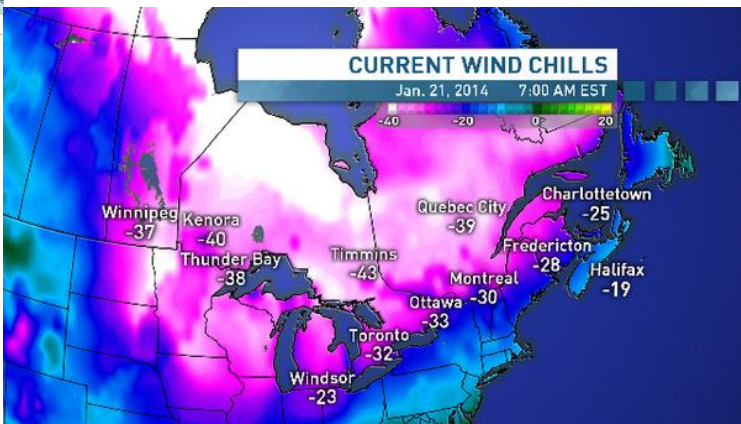 CURRENT WIND CHILLS
Jan. 21, 2014 7:00 AM EST
-40 -20 0 20
Winnipeg
-37
Kenora
-40
Thunder Bay
-38
Timmins
-43
Quebec City
-39
Charlottetown
-25
Fredericton
-28
Halifax
-19
Montreal
-30
Ottawa
-33
Toronto
-32
Windsor
-23